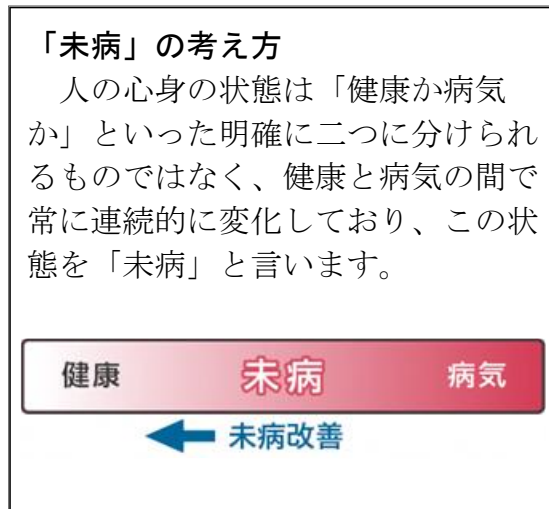 「未病」の考え方
　人の心身の状態は「健康か病気
か」といった明確に二つに分けられ
るものではなく、健康と病気の間で
常に連続的に変化しており、この状
態を「未病」と言います。
健康　未病　病気
未病改善